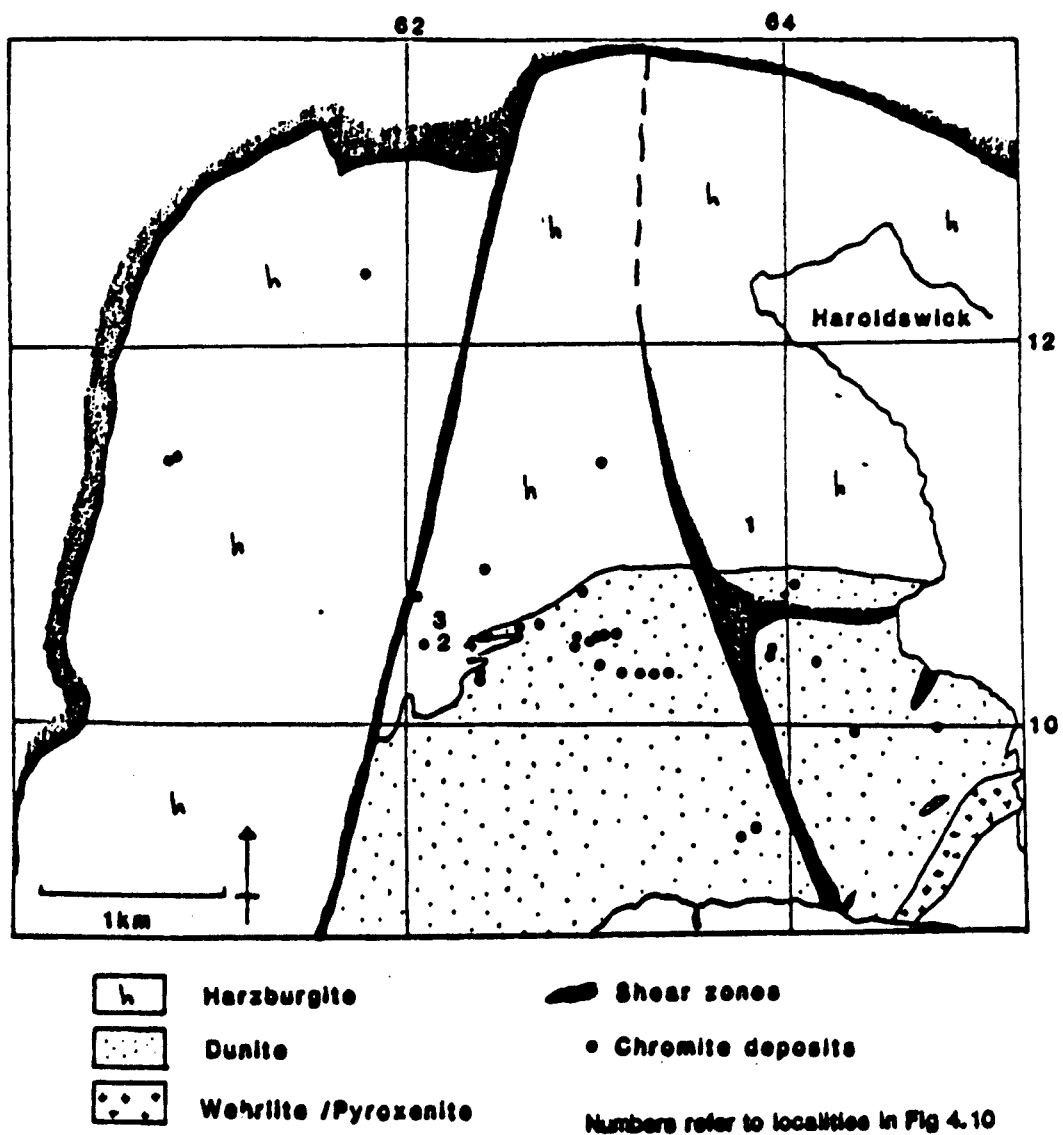 62 64
h
h
h
h
Haroldswick
12
h
h
1
h
3
2 4
10
h
1km
h Harzburgite
Shear zones
Dunite
Chromite deposits
Wehrlite /Pyroxenite
Numbers refer to localities in Fig 4.10